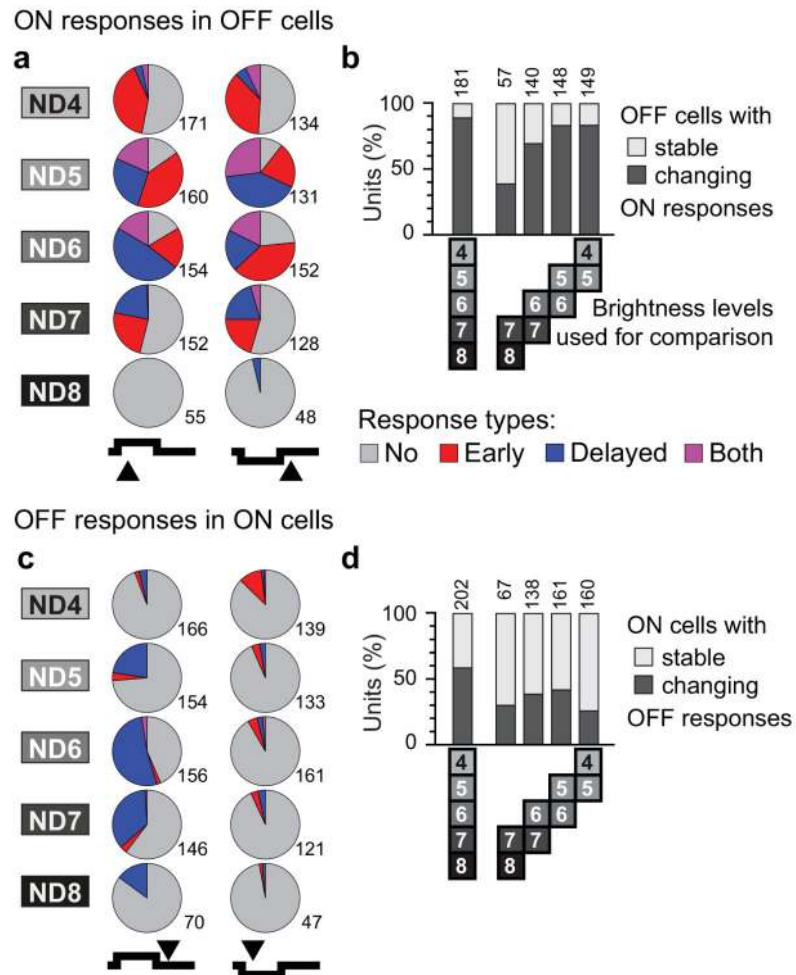 ON responses in OFF cells
a
ND4
171
134
ND5
160
131
ND6
154
152
ND7
152
128
ND8
55
48
b
181 57 140 148 149
100
50
0
Units (%)
OFF cells with
stable
changing
ON responses
4
5
6
7
8
7
8
6
7
5
6
4
5
Brightness levels
used for comparison
Response types:
No Early Delayed Both
OFF responses in ON cells
c
ND4
166
139
ND5
154
133
ND6
156
161
ND7
146
121
ND8
70
47
d
202 67 138 161 160
100
50
0
Units (%)
ON cells with
stable
changing
OFF responses
4
5
6
7
8
7
8
6
7
5
6
4
5